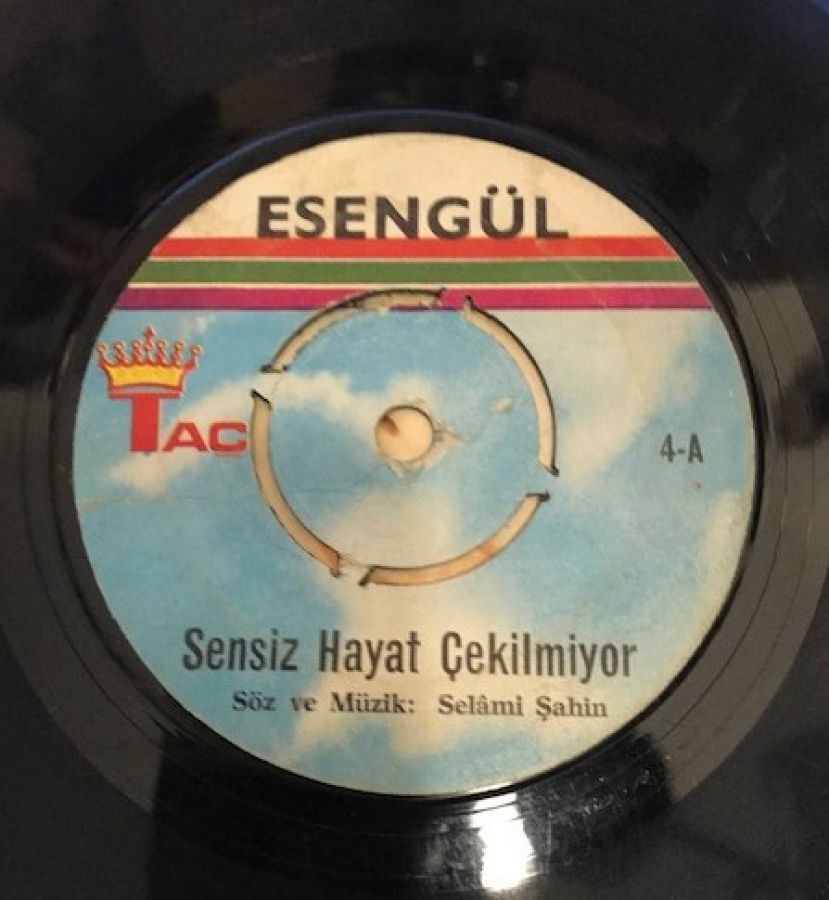 ESENGÜL
TAC
4-A
Sensiz Hayat Çekilmiyor
Söz ve Müzik: Selâmi Şahin